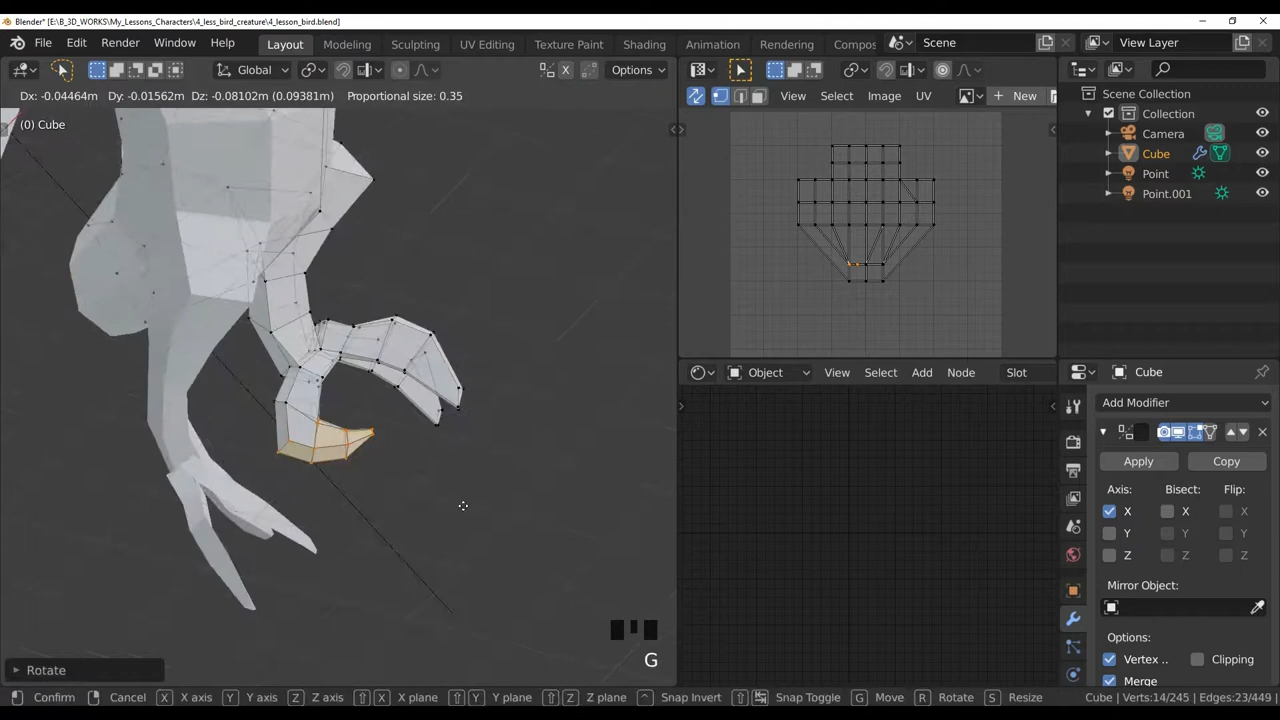 Blender* [E:\B_3D_WORKS\My_Lessons_Characters\4_less_bird_creature\4_lesson_bird.blend]
File Edit Render Window Help Layout Modeling Sculpting UV Editing Texture Paint Shading Animation Rendering Compos Scene View Layer
Global Options View Select Image UV New
Dx: -0.04464m Dy: -0.01562m Dz: -0.08102m (0.09381m) Proportional size: 0.35
(0) Cube
Scene Collection
Collection
Camera
Cube
Point
Point.001
Object View Select Add Node Slot
Cube
Add Modifier
Apply Copy
Axis: Bisect: Flip:
X X X
Y Y Y
Z Z Z
Mirror Object:
Options:
Vertex .. Clipping
Merge
G
Rotate
Confirm Cancel X X axis Y Y axis Z Z axis X X plane Y Y plane Z Z plane Snap Invert Snap Toggle G Move R Rotate S Resize Cube | Verts:14/245 | Edges:23/449 |